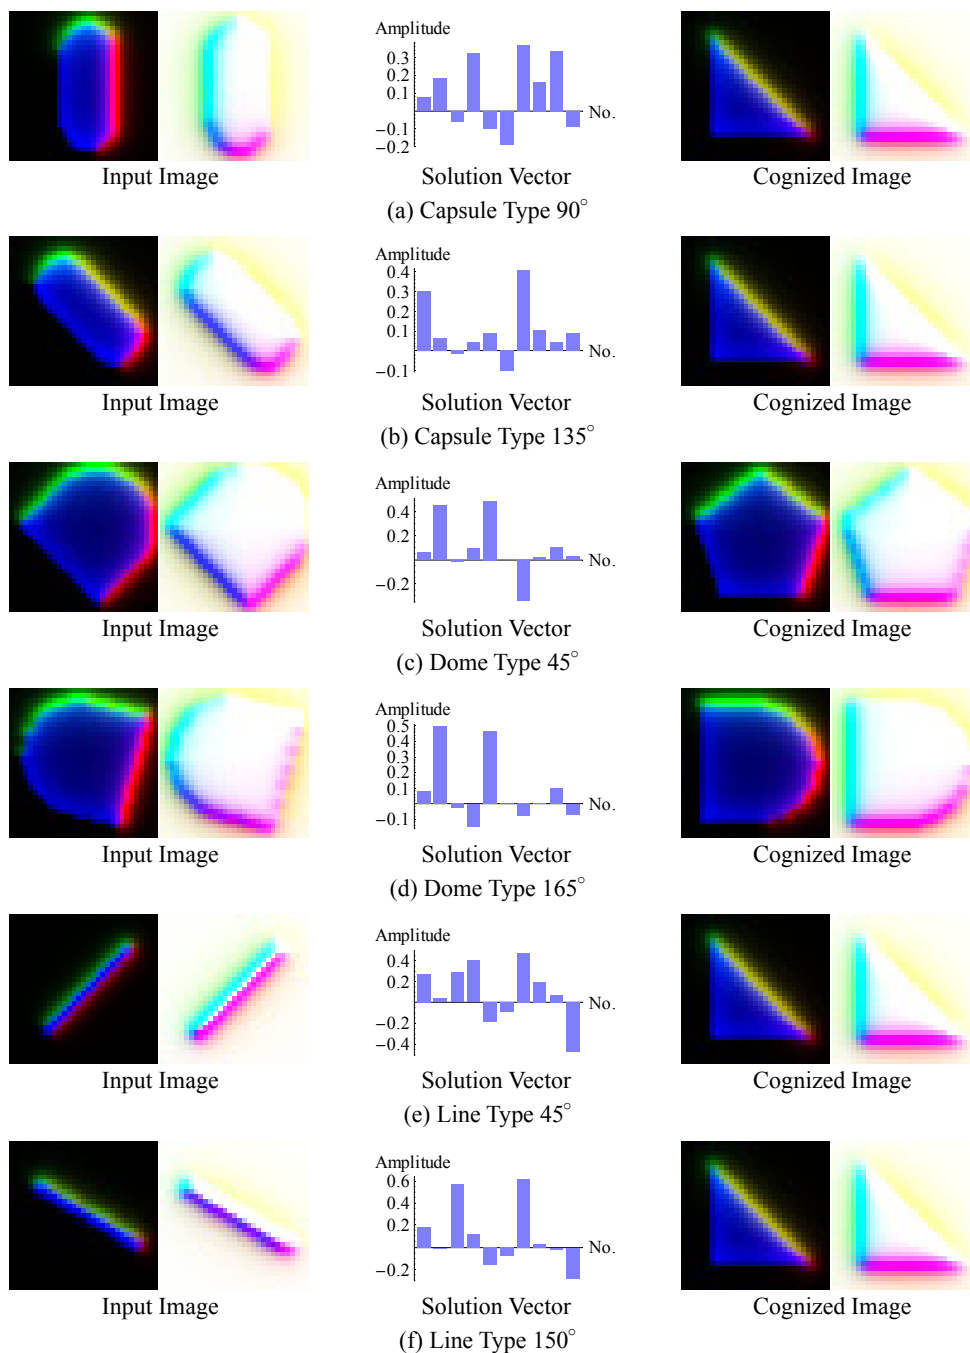 Amplitude
0.3
0.2
0.1
−0.1
−0.2
No.
Input Image Solution Vector Cognized Image
(a) Capsule Type 90°
Amplitude
0.4
0.3
0.2
0.1
−0.1
No.
Input Image Solution Vector Cognized Image
(b) Capsule Type 135°
Amplitude
0.4
0.2
−0.2
No.
Input Image Solution Vector Cognized Image
(c) Dome Type 45°
Amplitude
0.5
0.4
0.3
0.2
0.1
−0.1
No.
Input Image Solution Vector Cognized Image
(d) Dome Type 165°
Amplitude
0.4
0.2
−0.2
−0.4
No.
Input Image Solution Vector Cognized Image
(e) Line Type 45°
Amplitude
0.6
0.4
0.2
−0.2
No.
Input Image Solution Vector Cognized Image
(f) Line Type 150°